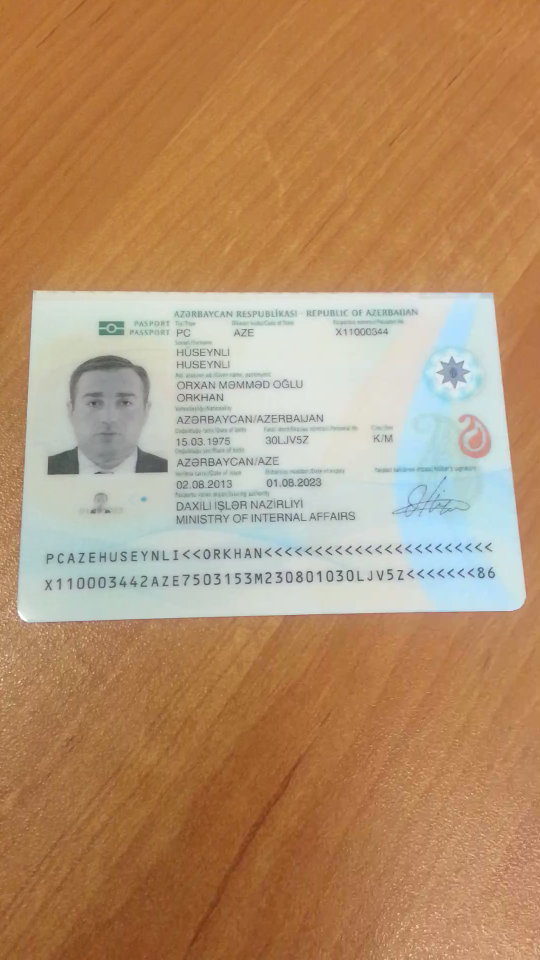 AZƏRBAYCAN RESPUBLİKASI - REPUBLIC OF AZERBAIJAN
PASPORT
PASSPORT
PC AZE X11000344
HÜSEYNLİ
HUSEYNLI
ORXAN MƏMMƏD OĞLU
ORKHAN
AZƏRBAYCAN/AZERBAIJAN
15.03.1975 30LJV5Z K/M
AZƏRBAYCAN/AZE
02.08.2013 01.08.2023
DAXİLİ İŞLƏR NAZİRLİYİ
MINISTRY OF INTERNAL AFFAIRS
PCAZEHUSEYNLI<<ORKHAN<<<<<<<<<<<<<<<<<<<<<<<
X110003442AZE7503153M230801030LJV5Z<<<<<<<86